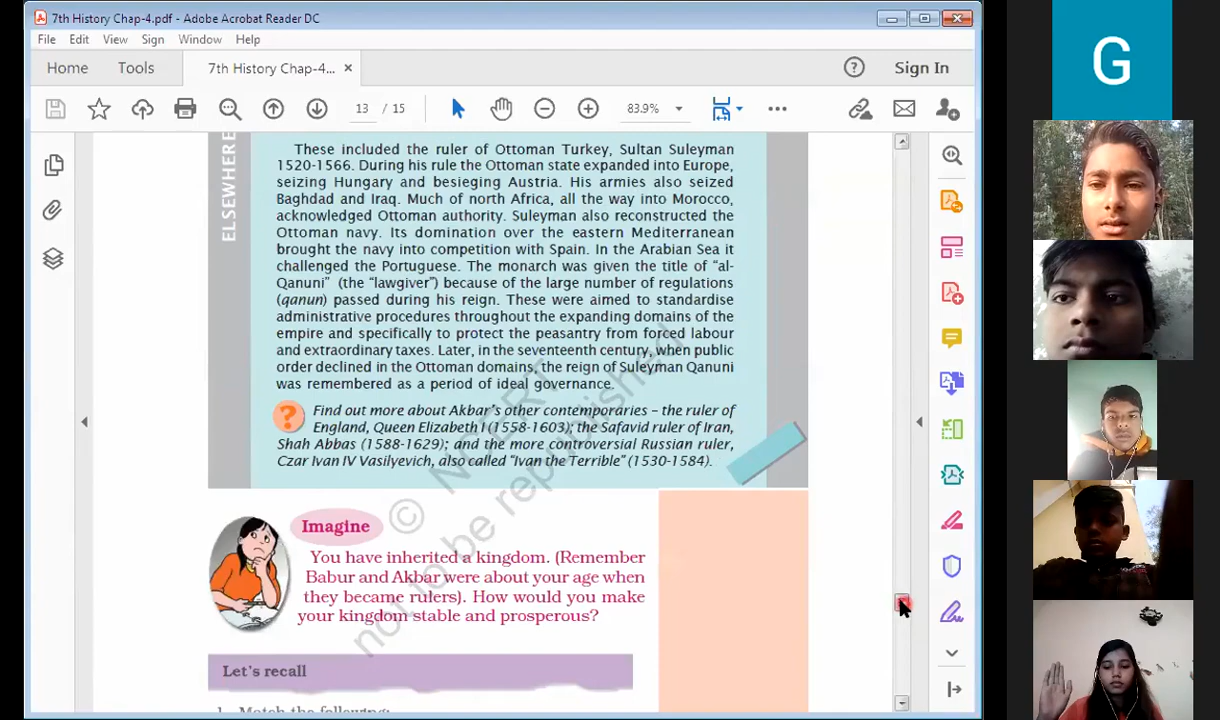 7th History Chap-4.pdf - Adobe Acrobat Reader DC
File Edit View Sign Window Help
Home Tools 7th History Chap-4... × Sign In
13 / 15 83.9%
ELSEWHERE
These included the ruler of Ottoman Turkey, Sultan Suleyman
1520-1566. During his rule the Ottoman state expanded into Europe,
seizing Hungary and besieging Austria. His armies also seized
Baghdad and Iraq. Much of north Africa, all the way into Morocco,
acknowledged Ottoman authority. Suleyman also reconstructed the
Ottoman navy. Its domination over the eastern Mediterranean
brought the navy into competition with Spain. In the Arabian Sea it
challenged the Portuguese. The monarch was given the title of “al-
Qanuni” (the “lawgiver”) because of the large number of regulations
(qanun) passed during his reign. These were aimed to standardise
administrative procedures throughout the expanding domains of the
empire and specifically to protect the peasantry from forced labour
and extraordinary taxes. Later, in the seventeenth century, when public
order declined in the Ottoman domains, the reign of Suleyman Qanuni
was remembered as a period of ideal governance.
? Find out more about Akbar’s other contemporaries – the ruler of
England, Queen Elizabeth I (1558-1603); the Safavid ruler of Iran,
Shah Abbas (1588-1629); and the more controversial Russian ruler,
Czar Ivan IV Vasilyevich, also called “Ivan the Terrible” (1530-1584).
© NCERT
not to be republished
Imagine
You have inherited a kingdom. (Remember
Babur and Akbar were about your age when
they became rulers). How would you make
your kingdom stable and prosperous?
Let’s recall
1. Match the following:
G